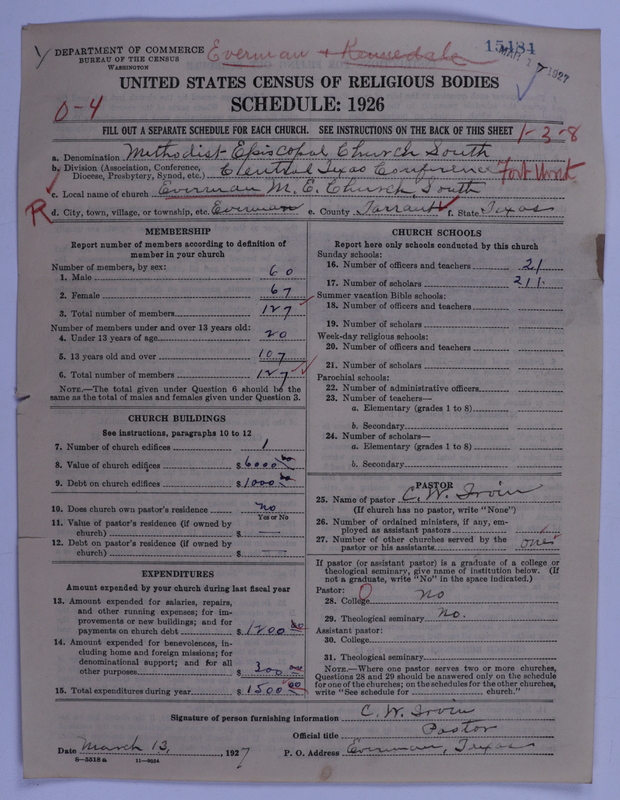 DEPARTMENT OF COMMERCE
BUREAU OF THE CENSUS
WASHINGTON
Everman & Kennedale
15434
MAR 17 1927
UNITED STATES CENSUS OF RELIGIOUS BODIES
SCHEDULE: 1926
0-4
FILL OUT A SEPARATE SCHEDULE FOR EACH CHURCH. SEE INSTRUCTIONS ON THE BACK OF THIS SHEET
1-3-8
a. Denomination Methodist Episcopal Church South
b. Division (Association, Conference, Diocese, Presbytery, Synod, etc.) Central Texas Conference Fort Worth
c. Local name of church Everman M. E. Church, South
R
d. City, town, village, or township, etc. Everman e. County Tarrant f. State Texas
MEMBERSHIP
Report number of members according to definition of
member in your church
Number of members, by sex:
1. Male 60
2. Female 67
3. Total number of members 127
Number of members under and over 13 years old:
4. Under 13 years of age 20
5. 13 years old and over 107
6. Total number of members 127
NOTE.—The total given under Question 6 should be the
same as the total of males and females given under Question 3.
CHURCH BUILDINGS
See instructions, paragraphs 10 to 12
7. Number of church edifices 1
8. Value of church edifices $ 6000 00
9. Debt on church edifices $ 1000 00
10. Does church own pastor's residence no
Yes or No
11. Value of pastor's residence (if owned by
church) $ —
12. Debt on pastor's residence (if owned by
church) $ —
EXPENDITURES
Amount expended by your church during last fiscal year
13. Amount expended for salaries, repairs,
and other running expenses; for im-
provements or new buildings; and for
payments on church debt $ 1200 00
14. Amount expended for benevolences, in-
cluding home and foreign missions; for
denominational support; and for all
other purposes $ 300 00
15. Total expenditures during year $ 1500 00
CHURCH SCHOOLS
Report here only schools conducted by this church
Sunday schools:
16. Number of officers and teachers 21
17. Number of scholars 211
Summer vacation Bible schools:
18. Number of officers and teachers
19. Number of scholars
Week-day religious schools:
20. Number of officers and teachers
21. Number of scholars
Parochial schools:
22. Number of administrative officers
23. Number of teachers—
a. Elementary (grades 1 to 8)
b. Secondary
24. Number of scholars—
a. Elementary (grades 1 to 8)
b. Secondary
PASTOR
25. Name of pastor C. W. Irvin
(If church has no pastor, write "None")
26. Number of ordained ministers, if any, em-
ployed as assistant pastors
27. Number of other churches served by the
pastor or his assistants one
If pastor (or assistant pastor) is a graduate of a college or
theological seminary, give name of institution below. (If
not a graduate, write "No" in the space indicated.)
Pastor:
28. College No
29. Theological seminary No.
Assistant pastor:
30. College
31. Theological seminary
NOTE.—Where one pastor serves two or more churches,
Questions 28 and 29 should be answered only on the schedule
for one of the churches; on the schedules for the other churches,
write "See schedule for church."
Signature of person furnishing information C. W. Irvin
Official title Pastor
Date March 13, 1927 P. O. Address Everman, Texas
8—5518 a 11—9024